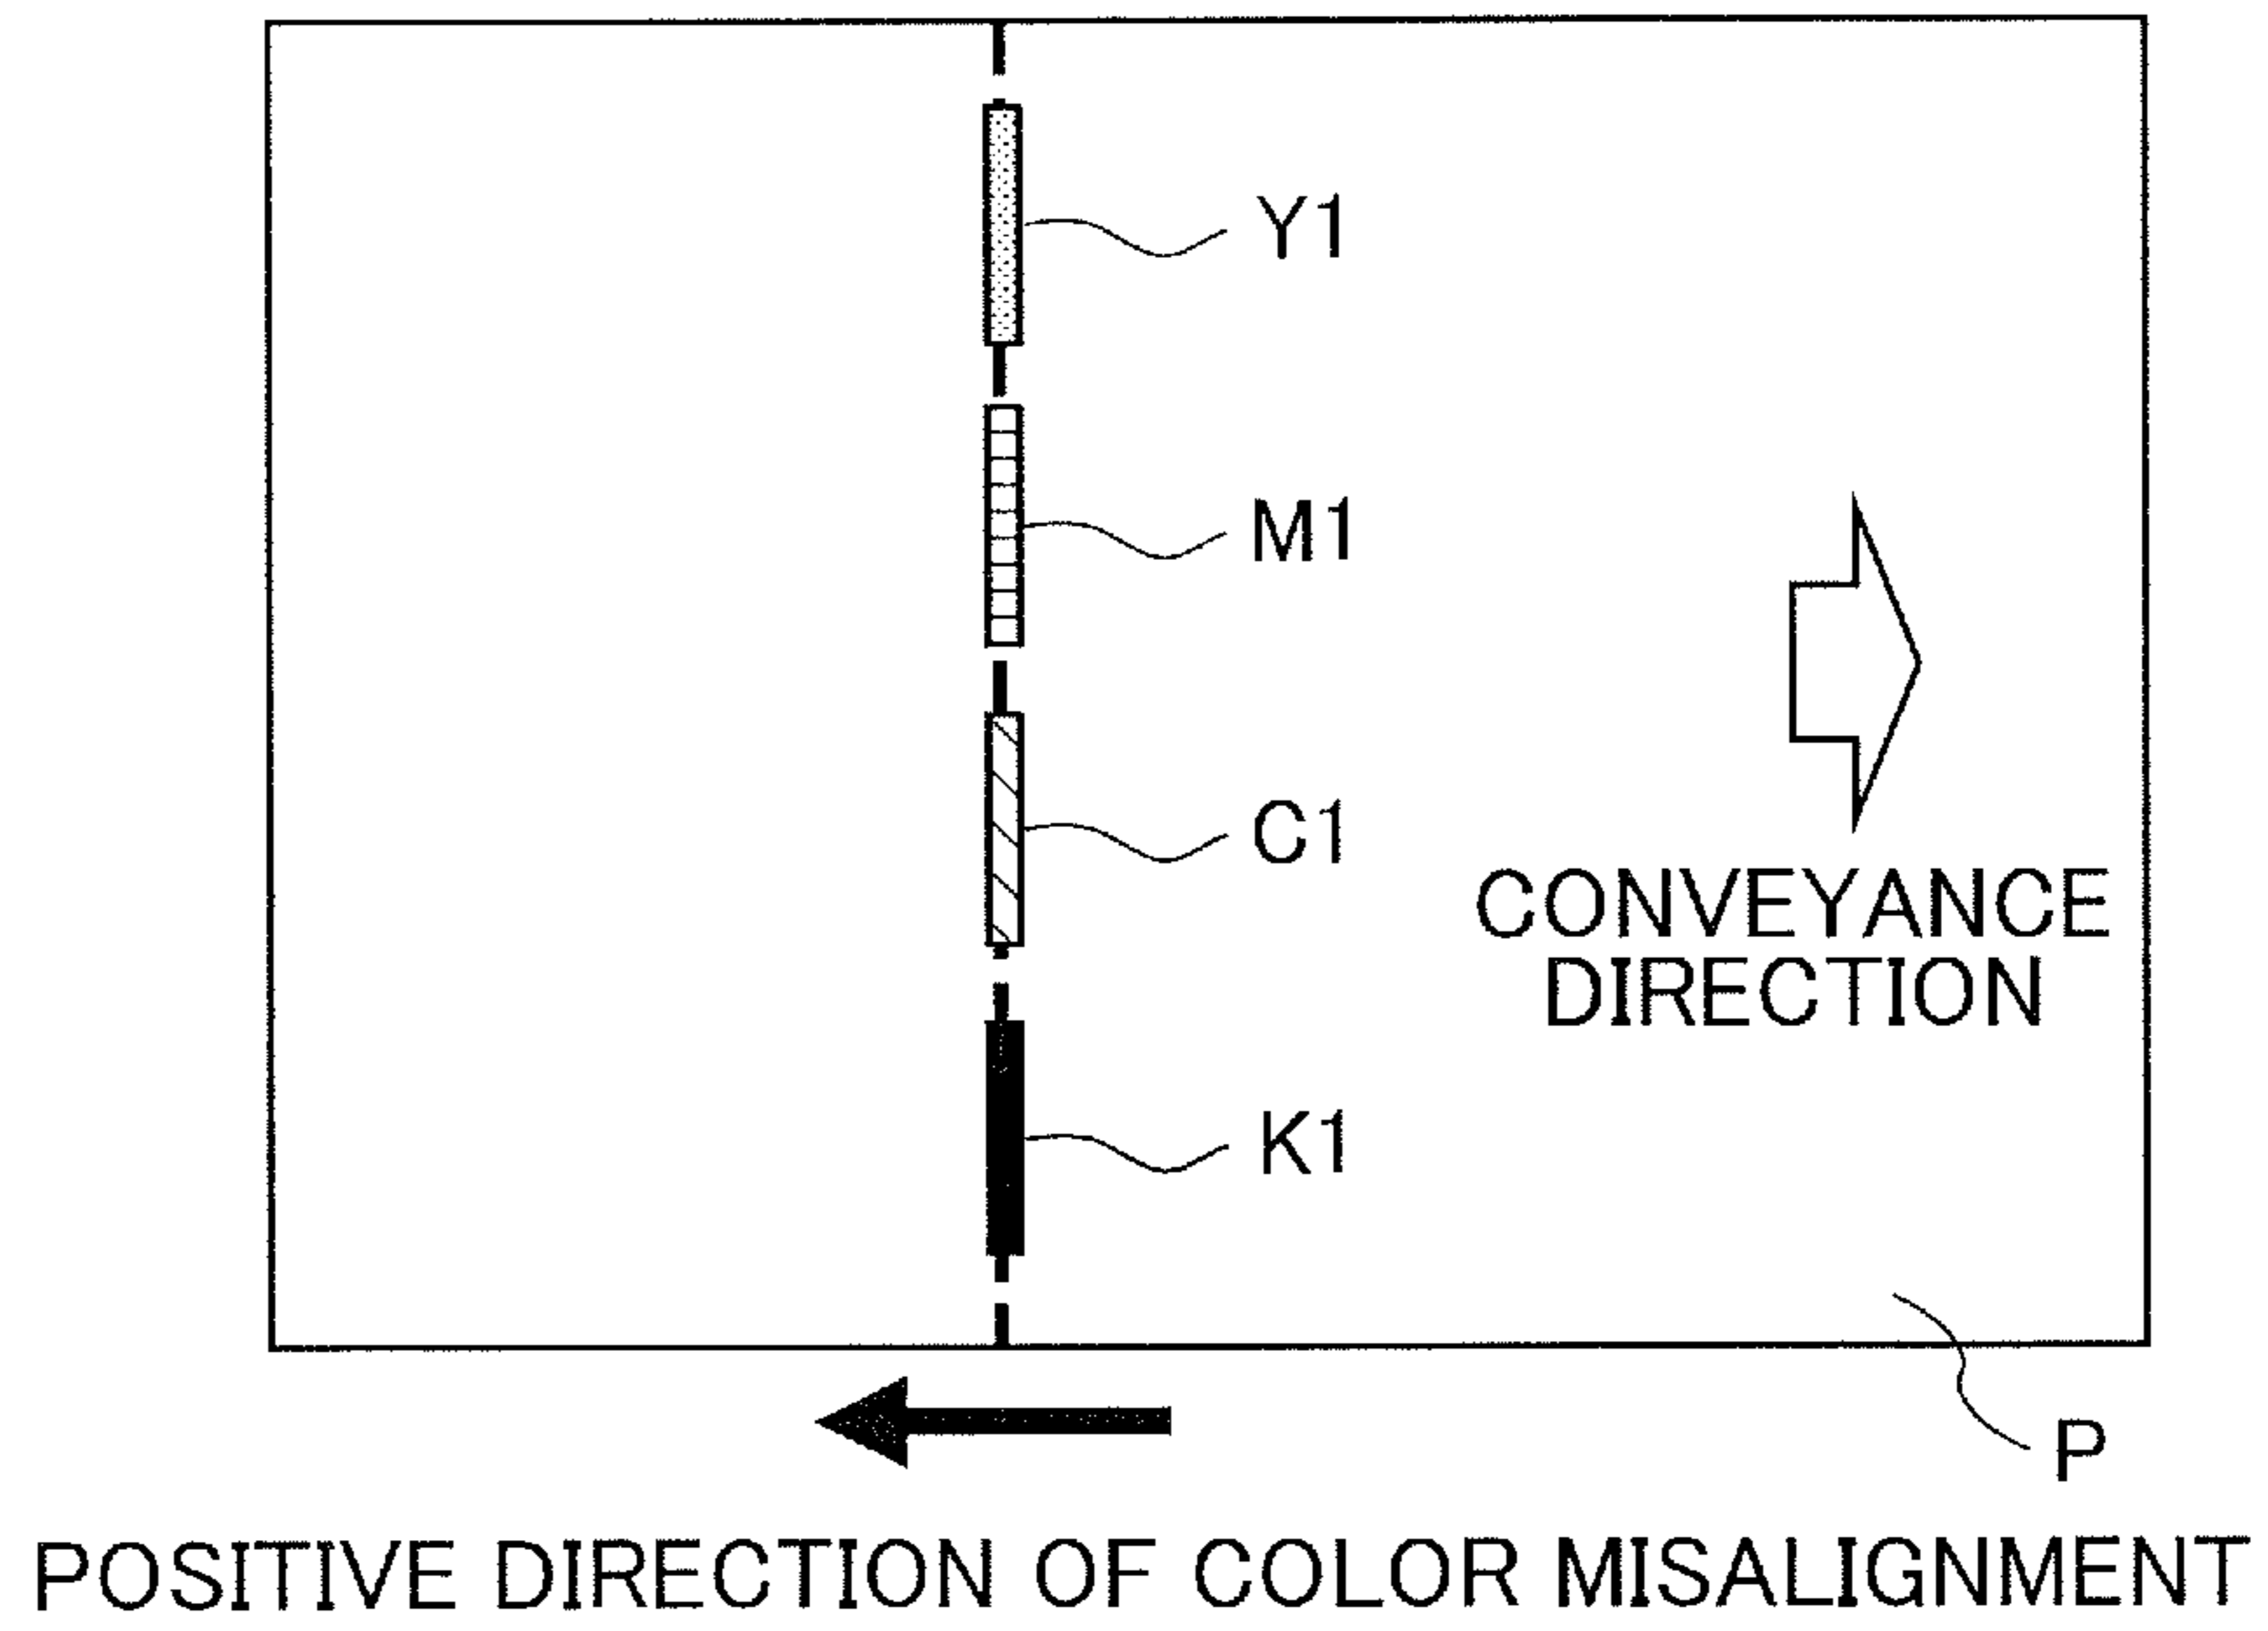 Y1
M1
C1
CONVEYANCE
DIRECTION
K1
P
POSITIVE DIRECTION OF COLOR MISALIGNMENT